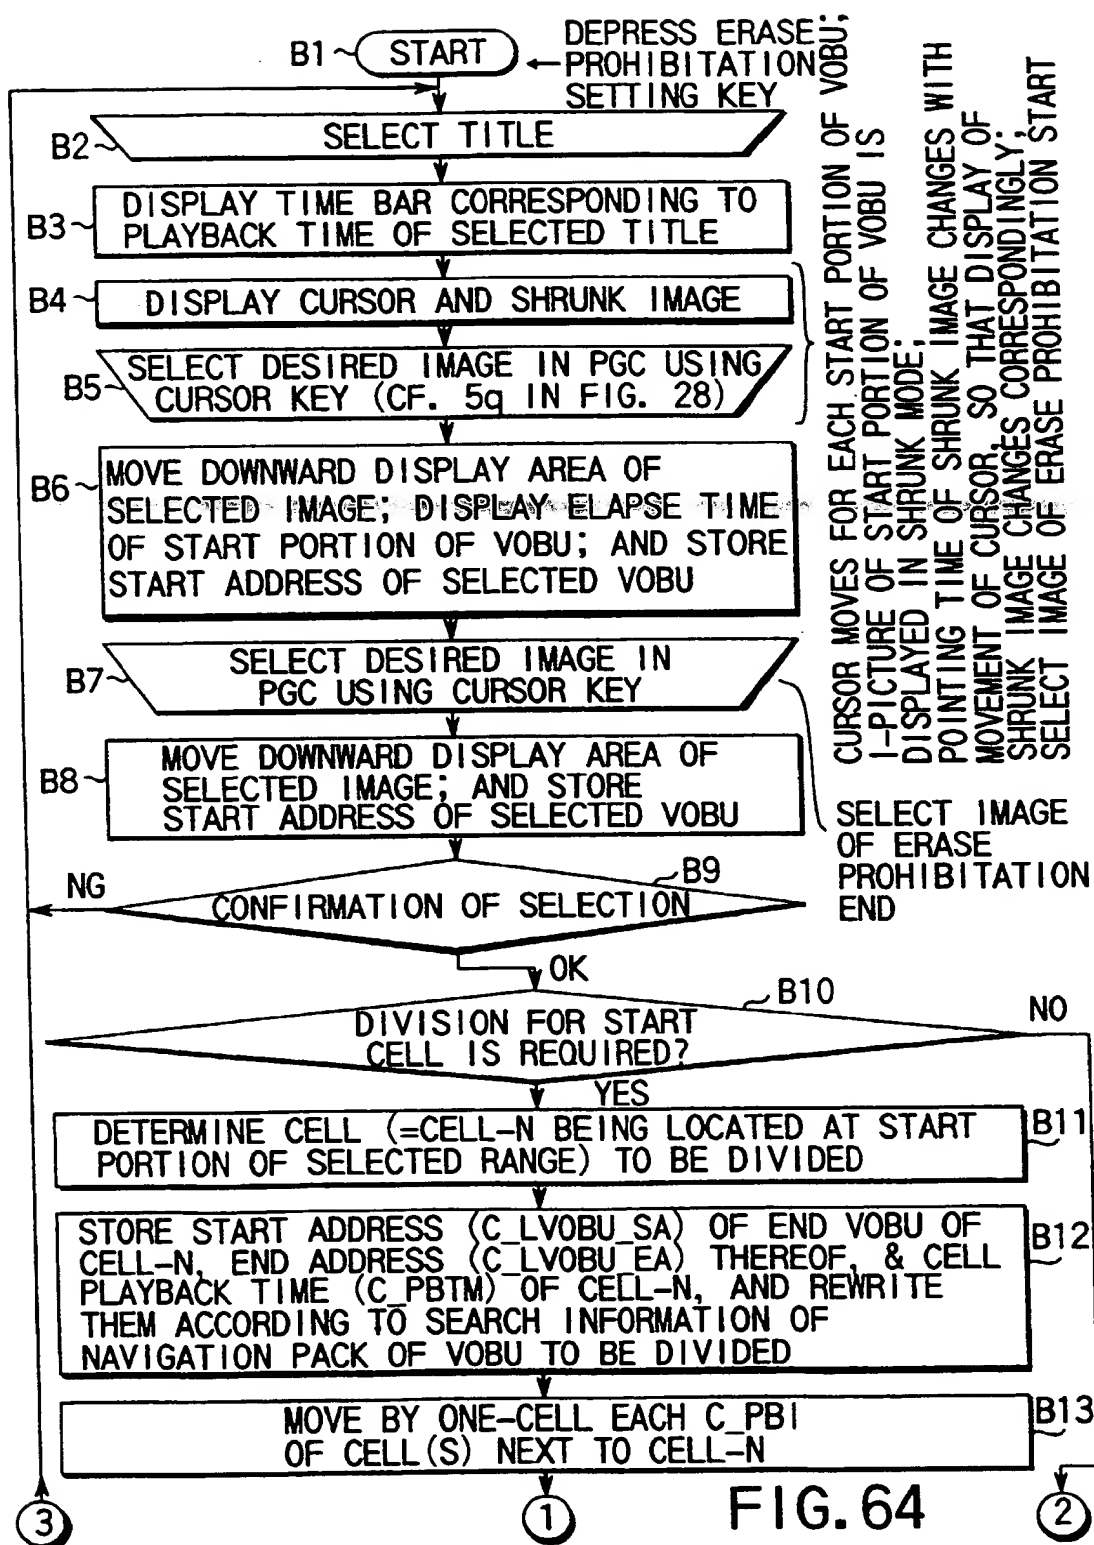 B1
START
DEPRESS ERASE
PROHIBITATION
SETTING KEY
B2
SELECT TITLE
B3
DISPLAY TIME BAR CORRESPONDING TO
PLAYBACK TIME OF SELECTED TITLE
B4
DISPLAY CURSOR AND SHRUNK IMAGE
B5
SELECT DESIRED IMAGE IN PGC USING
CURSOR KEY (CF. 5q IN FIG. 28)
CURSOR MOVES FOR EACH START PORTION OF VOBU;
I-PICTURE OF START PORTION OF VOBU IS
DISPLAYED IN SHRUNK MODE;
POINTING TIME OF SHRUNK IMAGE CHANGES WITH
MOVEMENT OF CURSOR, SO THAT DISPLAY OF
SHRUNK IMAGE CHANGES CORRESPONDINGLY;
SELECT IMAGE OF ERASE PROHIBITATION START
B6
MOVE DOWNWARD DISPLAY AREA OF
SELECTED IMAGE; DISPLAY ELAPSE TIME
OF START PORTION OF VOBU; AND STORE
START ADDRESS OF SELECTED VOBU
B7
SELECT DESIRED IMAGE IN
PGC USING CURSOR KEY
B8
MOVE DOWNWARD DISPLAY AREA OF
SELECTED IMAGE; AND STORE
START ADDRESS OF SELECTED VOBU
SELECT IMAGE
OF ERASE
PROHIBITATION
END
B9
NG
CONFIRMATION OF SELECTION
OK
B10
NO
DIVISION FOR START
CELL IS REQUIRED?
YES
DETERMINE CELL (=CELL-N BEING LOCATED AT START
PORTION OF SELECTED RANGE) TO BE DIVIDED
B11
STORE START ADDRESS (C_LVOBU_SA) OF END VOBU OF
CELL-N, END ADDRESS (C_LVOBU_EA) THEREOF, & CELL
PLAYBACK TIME (C_PBTM) OF CELL-N, AND REWRITE
THEM ACCORDING TO SEARCH INFORMATION OF
NAVIGATION PACK OF VOBU TO BE DIVIDED
B12
MOVE BY ONE-CELL EACH C_PBI
OF CELL(S) NEXT TO CELL-N
B13
3
1
FIG. 64
2